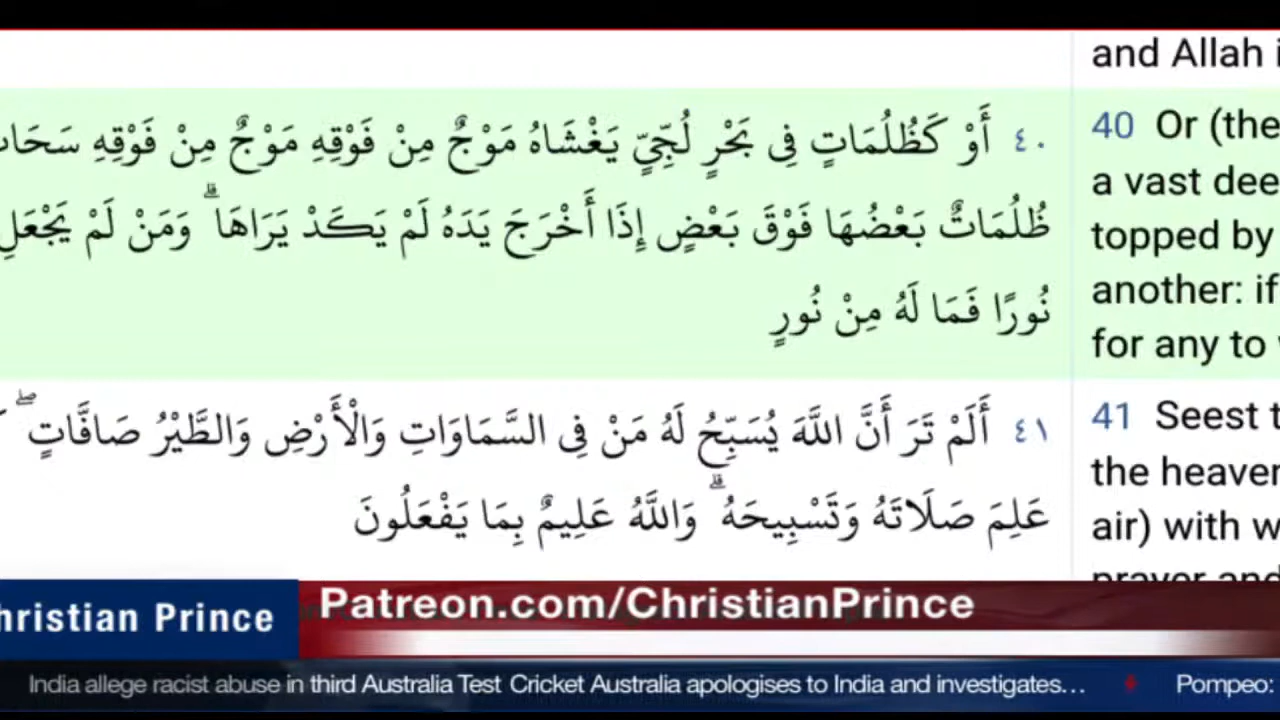 and Allah i
٤٠ أَوْ كَظُلُمَاتٍ فِى بَحْرٍ لُجِّيٍّ يَغْشَاهُ مَوْجٌ مِنْ فَوْقِهِ مَوْجٌ مِنْ فَوْقِهِ سَحَاب
ظُلُمَاتٌ بَعْضُهَا فَوْقَ بَعْضٍ إِذَا أَخْرَجَ يَدَهُ لَمْ يَكَدْ يَرَاهَا ۗ وَمَنْ لَمْ يَجْعَلِ
نُورًا فَمَا لَهُ مِنْ نُورٍ
40 Or (the
a vast dee
topped by
another: if
for any to
٤١ أَلَمْ تَرَ أَنَّ اللَّهَ يُسَبِّحُ لَهُ مَنْ فِى السَّمَاوَاتِ وَالْأَرْضِ وَالطَّيْرُ صَافَّاتٍ ۖ
عَلِمَ صَلَاتَهُ وَتَسْبِيحَهُ ۗ وَاللَّهُ عَلِيمٌ بِمَا يَفْعَلُونَ
41 Seest t
the heaven
air) with w
prayer and
hristian Prince
Patreon.com/ChristianPrince
India allege racist abuse in third Australia Test Cricket Australia apologises to India and investigates... Pompeo: